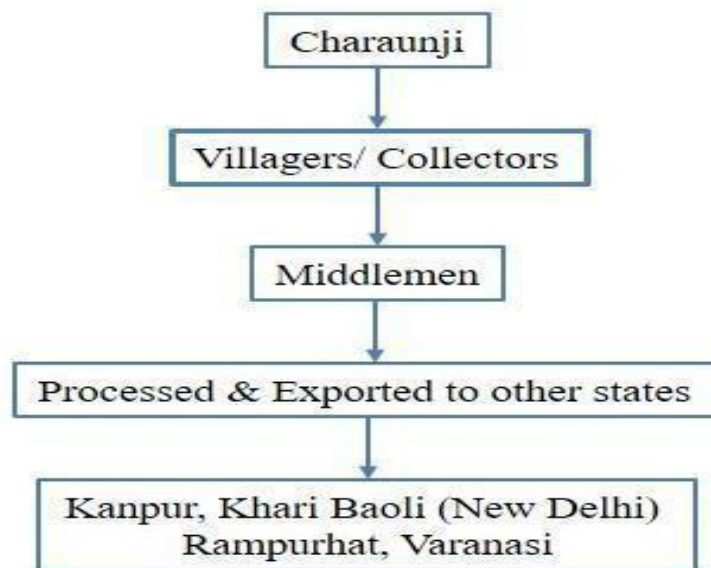 Charaunji
Villagers/ Collectors
Middlemen
Processed & Exported to other states
Kanpur, Khari Baoli (New Delhi)
Rampurhat, Varanasi